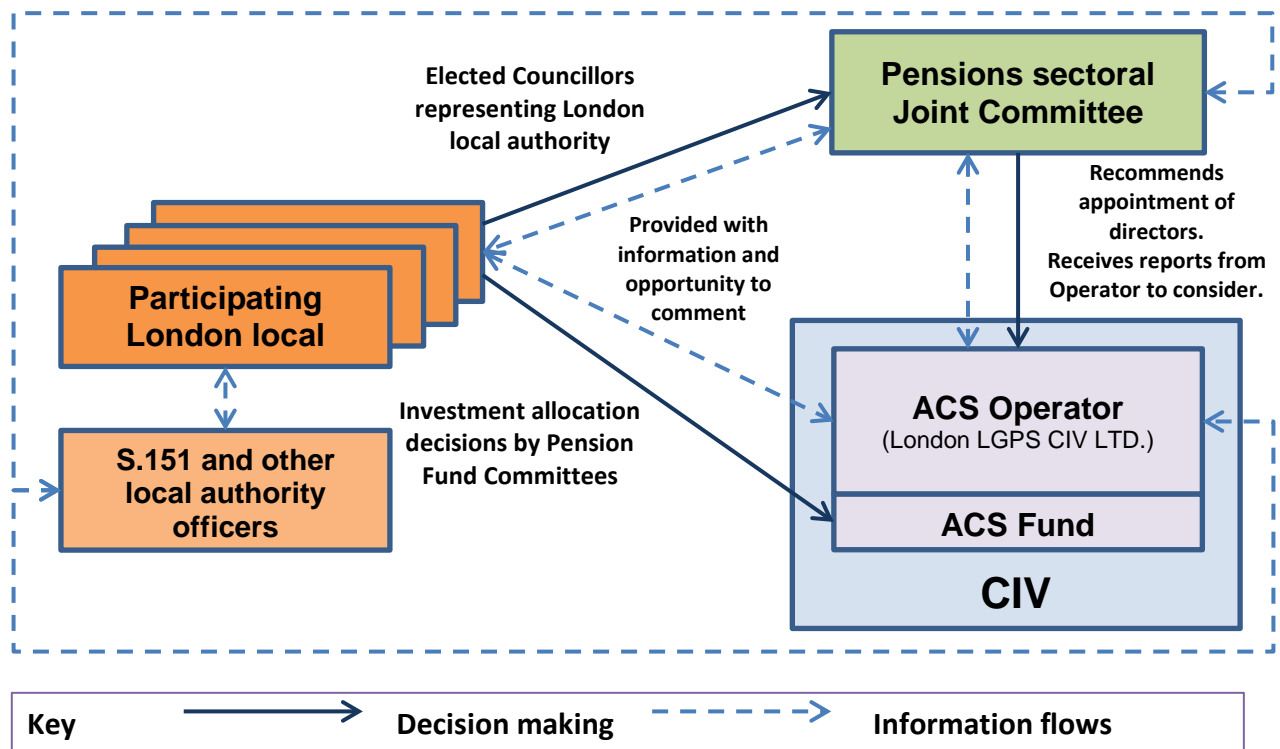 Elected Councillors
representing London
local authority
Pensions sectoral
Joint Committee
Recommends
appointment of
directors.
Receives reports from
Operator to consider.
Provided with
information and
opportunity to
comment
Participating
London local
Investment allocation
decisions by Pension
Fund Committees
S.151 and other
local authority
officers
ACS Operator
(London LGPS CIV LTD.)
ACS Fund
CIV
Key Decision making Information flows